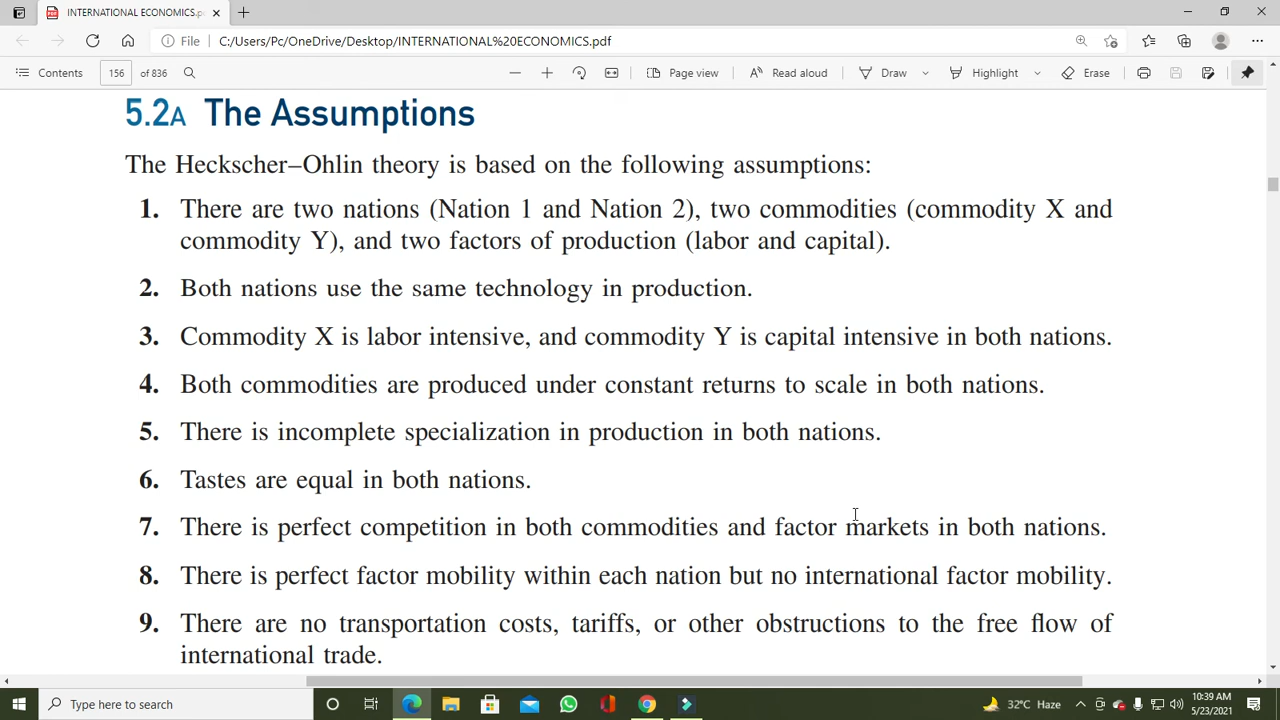 INTERNATIONAL ECONOMICS.p
File
C:/Users/Pc/OneDrive/Desktop/INTERNATIONAL%20ECONOMICS.pdf
Contents
156
of 836
Page view
Read aloud
Draw
Highlight
Erase
5.2A The Assumptions
The Heckscher–Ohlin theory is based on the following assumptions:
1. There are two nations (Nation 1 and Nation 2), two commodities (commodity X and
commodity Y), and two factors of production (labor and capital).
2. Both nations use the same technology in production.
3. Commodity X is labor intensive, and commodity Y is capital intensive in both nations.
4. Both commodities are produced under constant returns to scale in both nations.
5. There is incomplete specialization in production in both nations.
6. Tastes are equal in both nations.
7. There is perfect competition in both commodities and factor markets in both nations.
8. There is perfect factor mobility within each nation but no international factor mobility.
9. There are no transportation costs, tariffs, or other obstructions to the free flow of
international trade.
Type here to search
32°C Haze
10:39 AM
5/23/2021